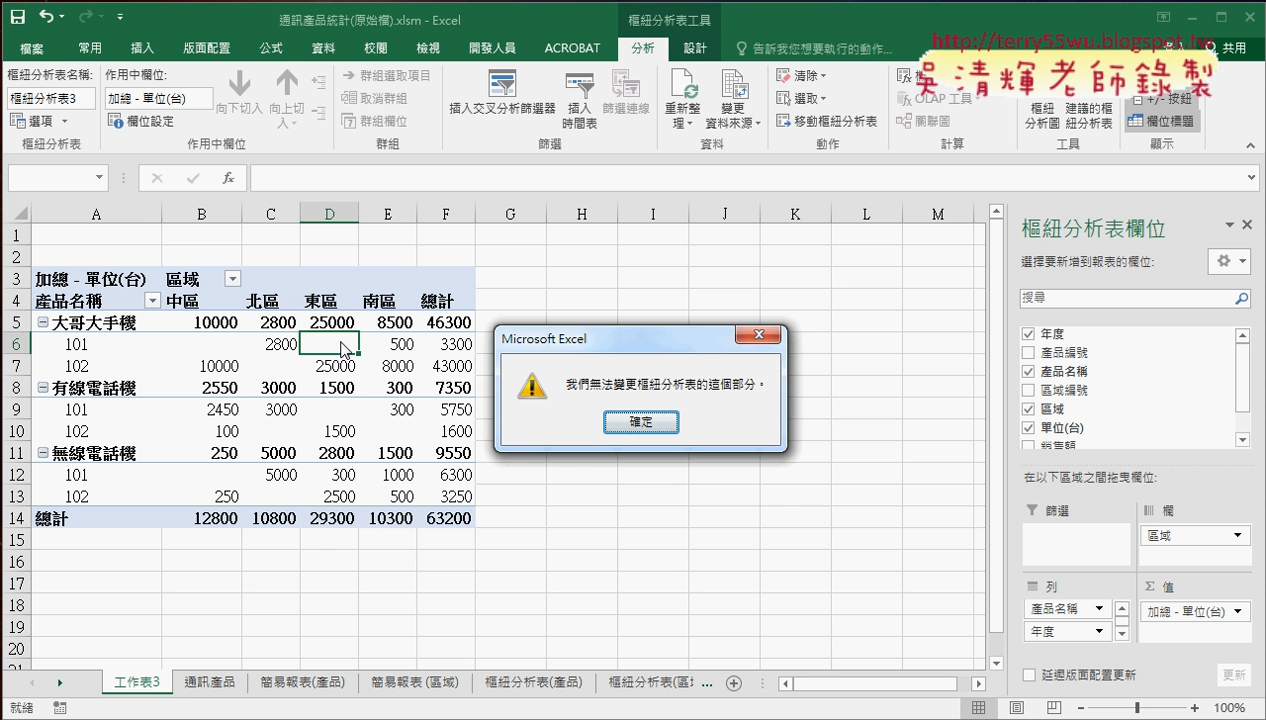 通訊產品統計(原始檔).xlsm - Excel
樞紐分析表工具
檔案 常用 插入 版面配置 公式 資料 校閱 檢視 開發人員 ACROBAT 分析 設計 告訴我您想要執行的動作... 共用
http://terry55wu.blogspot.tw
吳清輝老師錄製
樞紐分析表名稱:
樞紐分析表3
選項
樞紐分析表
作用中欄位:
加總 - 單位(台)
欄位設定
向下切入
向上切入
作用中欄位
群組選取項目
取消群組
群組欄位
群組
插入交叉分析篩選器
插入時間表
篩選連線
篩選
重新整理
變更資料來源
資料
清除
選取
移動樞紐分析表
動作
OLAP 工具
關聯圖
計算
樞紐分析圖
建議的樞紐分析表
工具
+/- 按鈕
欄位標題
顯示
fx
A B C D E F G H I J K L M
1
2
3 加總 - 單位(台) 區域
4 產品名稱 中區 北區 東區 南區 總計
5 大哥大手機 10000 2800 25000 8500 46300
6 101 2800 500 3300
7 102 10000 25000 8000 43000
8 有線電話機 2550 3000 1500 300 7350
9 101 2450 3000 300 5750
10 102 100 1500 1600
11 無線電話機 250 5000 2800 1500 9550
12 101 5000 300 1000 6300
13 102 250 2500 500 3250
14 總計 12800 10800 29300 10300 63200
15
16
17
18
19
20
Microsoft Excel
我們無法變更樞紐分析表的這個部分。
確定
樞紐分析表欄位
選擇要新增到報表的欄位:
搜尋
年度
產品編號
產品名稱
區域編號
區域
單位(台)
銷售額
在以下區域之間拖曳欄位:
篩選
欄
區域
列
產品名稱
年度
Σ 值
加總 - 單位(台)
延遲版面配置更新
更新
工作表3 通訊產品 簡易報表(產品) 簡易報表 (區域) 樞紐分析表(產品) 樞紐分析表(區 ...
就緒
100%